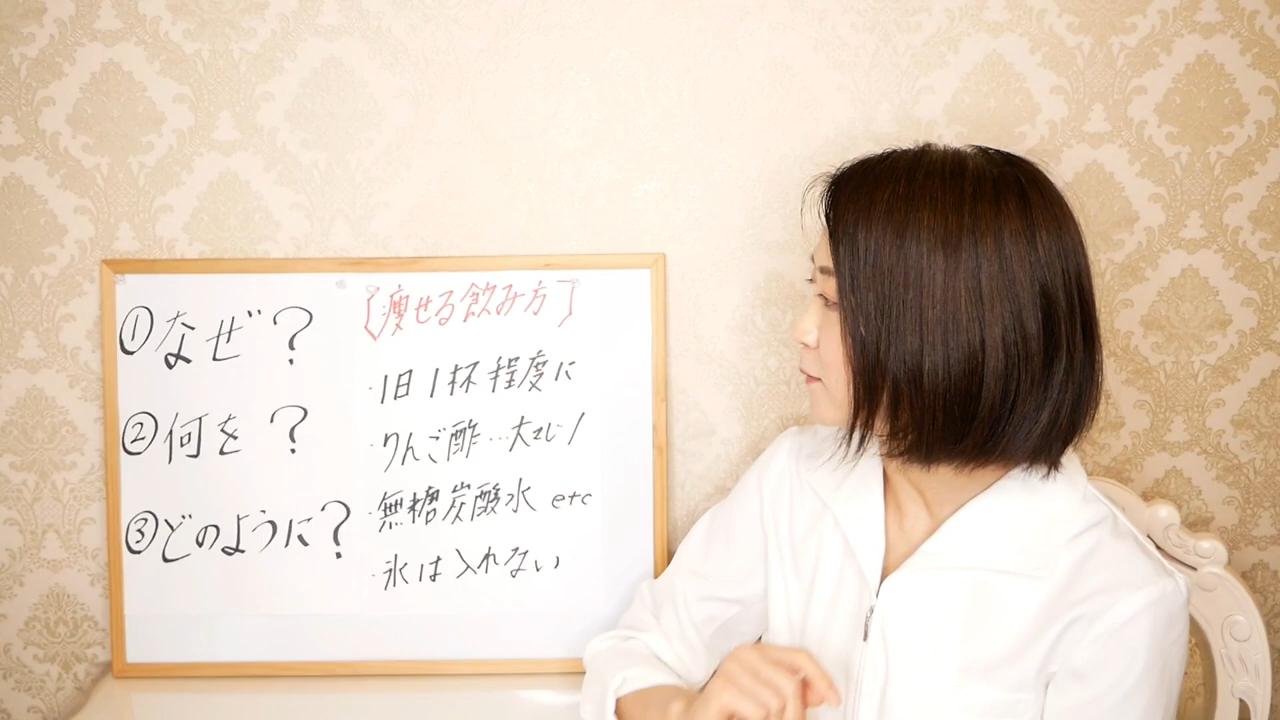 ①なぜ？
②何を？
③どのように？
[痩せる飲み方]
・1日1杯程度に
・りんご酢…大さじ1
・無糖炭酸水 etc
・氷は入れない